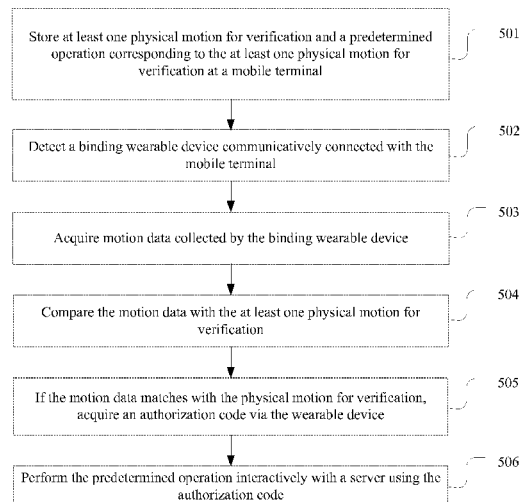 Store at least one physical motion for verification and a predetermined
operation corresponding to the at least one physical motion for
verification at a mobile terminal
501
Detect a binding wearable device communicatively connected with the
mobile terminal
502
Acquire motion data collected by the binding wearable device
503
Compare the motion data with the at least one physical motion for
verification
504
If the motion data matches with the physical motion for verification,
acquire an authorization code via the wearable device
505
Perform the predetermined operation interactively with a server using the
authorization code
506